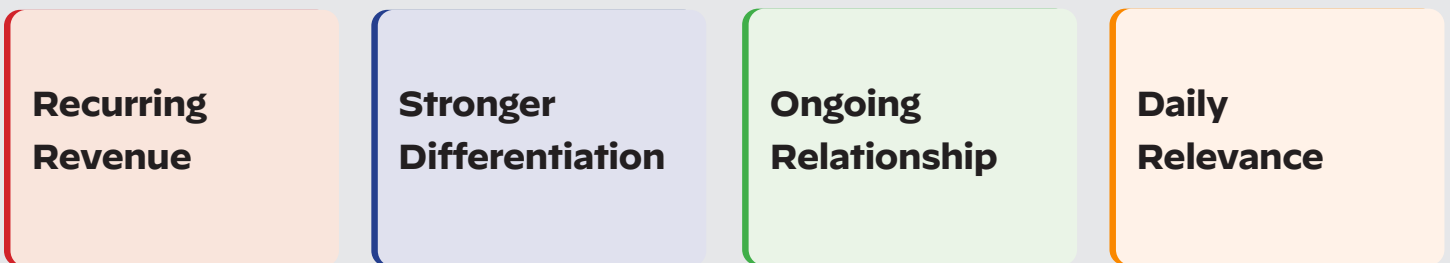 Recurring
Revenue
Stronger
Differentiation
Ongoing
Relationship
Daily
Relevance